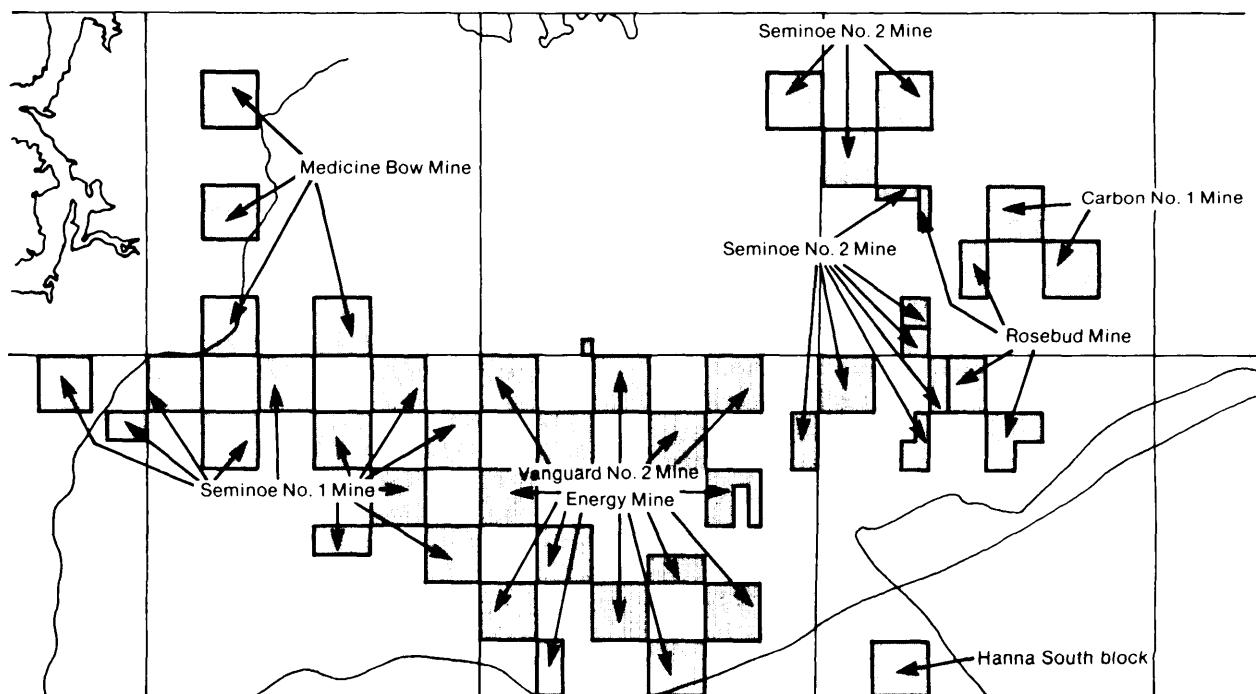 Seminoe No. 2 Mine
Medicine Bow Mine
Carbon No. 1 Mine
Seminoe No. 2 Mine
Rosebud Mine
Vanguard No. 2 Mine
Seminoe No. 1 Mine
Energy Mine
Hanna South block